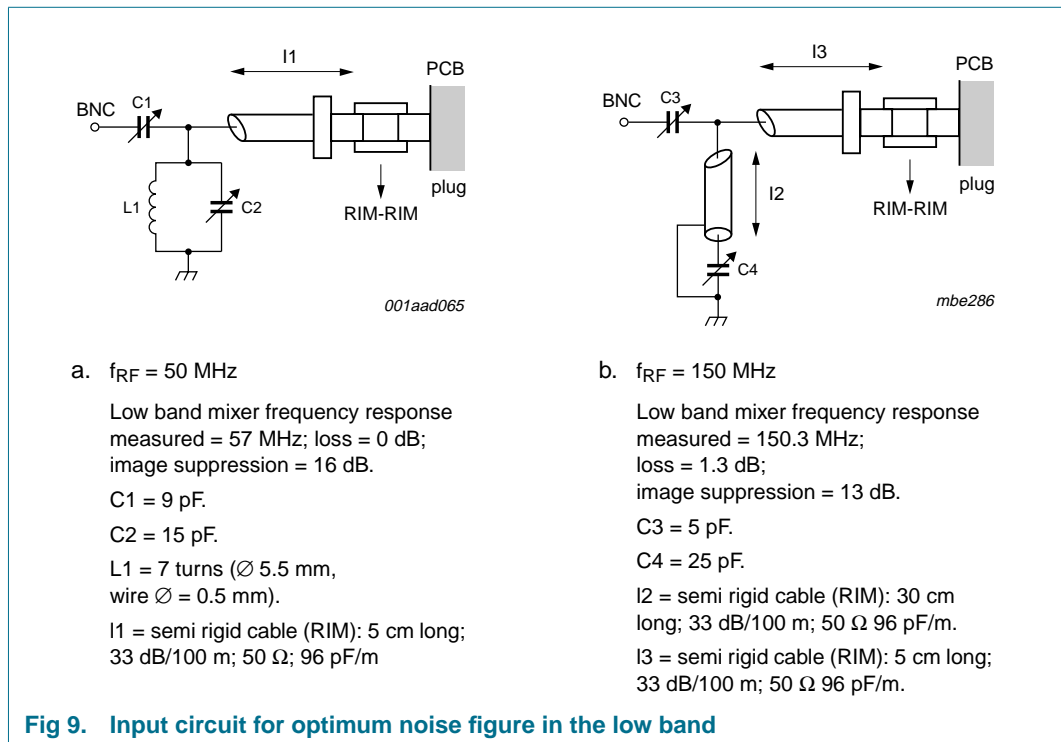 l1
PCB
BNC
C1
L1
C2
plug
RIM-RIM
001aad065
l3
PCB
BNC
C3
l2
plug
RIM-RIM
C4
mbe286
a. fRF = 50 MHz
Low band mixer frequency response
measured = 57 MHz; loss = 0 dB;
image suppression = 16 dB.
C1 = 9 pF.
C2 = 15 pF.
L1 = 7 turns (∅ 5.5 mm,
wire ∅ = 0.5 mm).
l1 = semi rigid cable (RIM): 5 cm long;
33 dB/100 m; 50 Ω; 96 pF/m
b. fRF = 150 MHz
Low band mixer frequency response
measured = 150.3 MHz;
loss = 1.3 dB;
image suppression = 13 dB.
C3 = 5 pF.
C4 = 25 pF.
l2 = semi rigid cable (RIM): 30 cm
long; 33 dB/100 m; 50 Ω 96 pF/m.
l3 = semi rigid cable (RIM): 5 cm long;
33 dB/100 m; 50 Ω 96 pF/m.
Fig 9. Input circuit for optimum noise figure in the low band